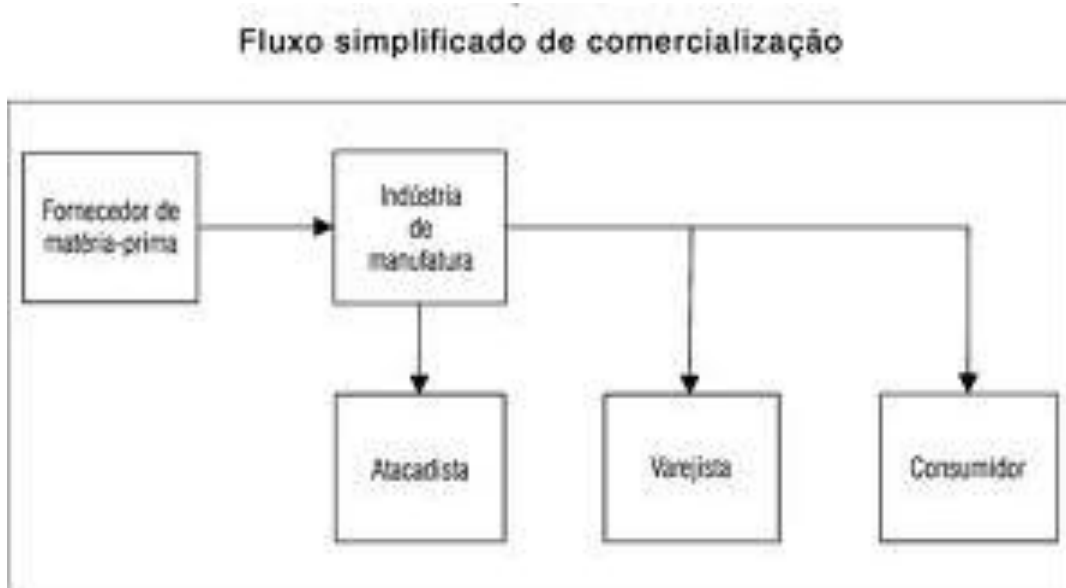 Fluxo simplificado de comercialização
Fornecedor de
matéria-prima
Indústria
de
manufatura
Atacadista
Varejista
Consumidor